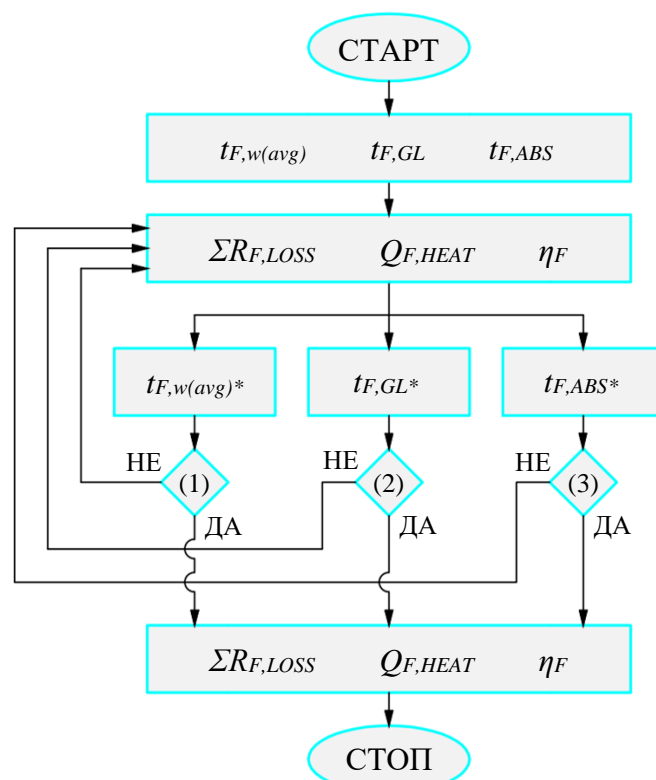 СТАРТ
tF,w(avg) tF,GL tF,ABS
ΣRF,LOSS QF,HEAT ηF
tF,w(avg)* tF,GL* tF,ABS*
НЕ (1) НЕ (2) НЕ (3)
ДА ДА ДА
ΣRF,LOSS QF,HEAT ηF
СТОП